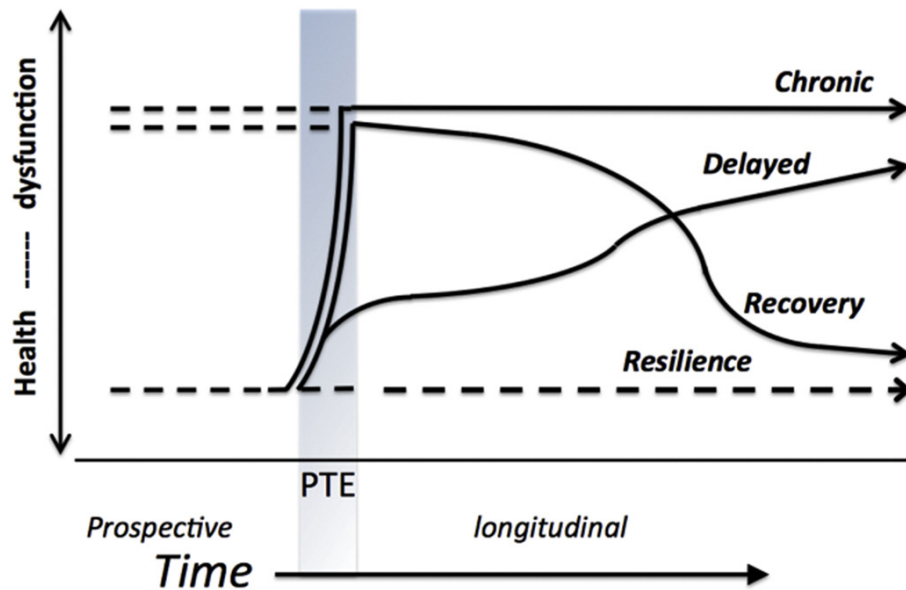 Health ------ dysfunction
Chronic
Delayed
Recovery
Resilience
PTE
Prospective
longitudinal
Time